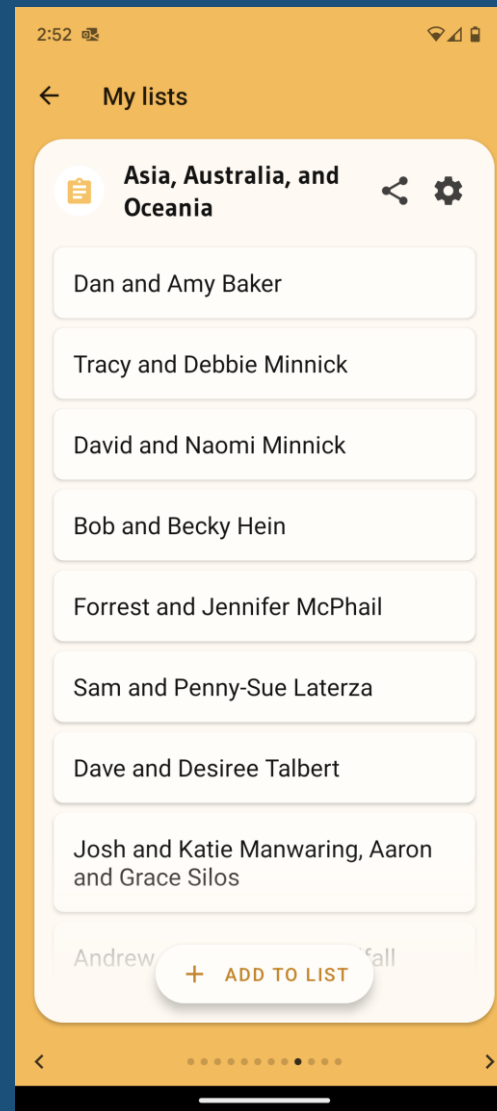 2:52
My lists
Asia, Australia, and
Oceania
Dan and Amy Baker
Tracy and Debbie Minnick
David and Naomi Minnick
Bob and Becky Hein
Forrest and Jennifer McPhail
Sam and Penny-Sue Laterza
Dave and Desiree Talbert
Josh and Katie Manwaring, Aaron
and Grace Silos
Andrew
+ ADD TO LIST